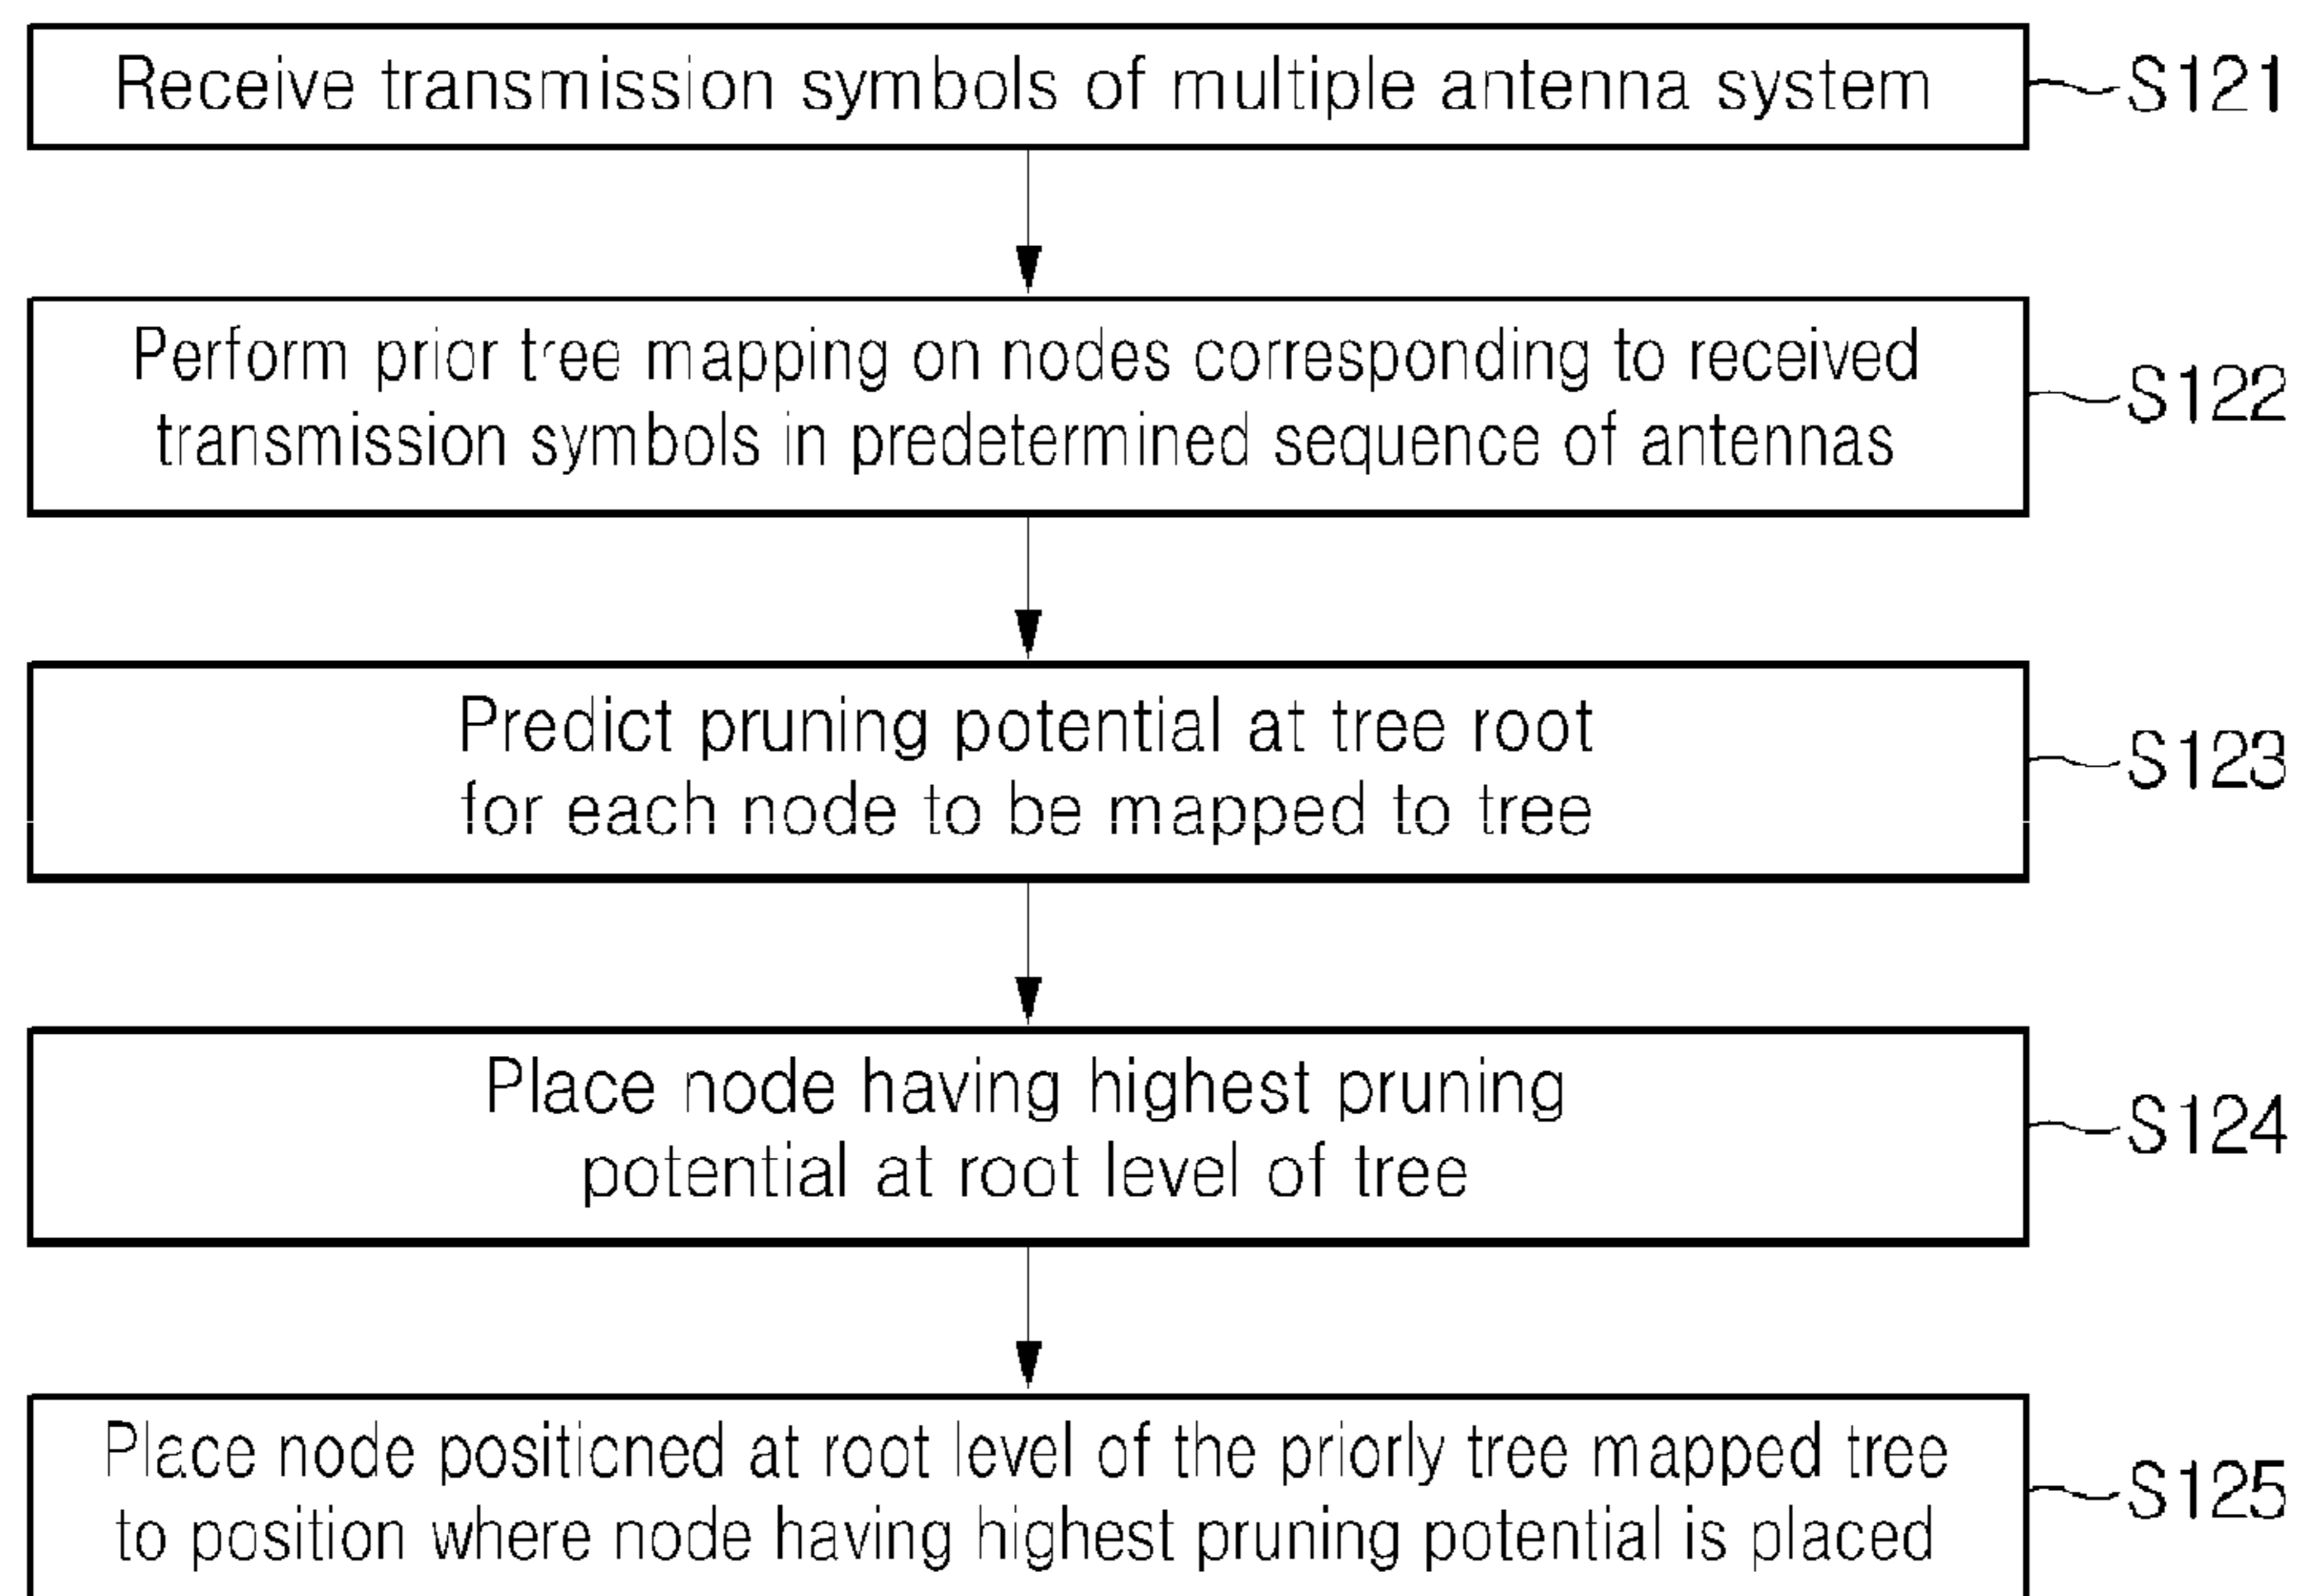 Receive transmission symbols of multiple antenna system
S121
Perform prior tree mapping on nodes corresponding to received
transmission symbols in predetermined sequence of antennas
S122
Predict pruning potential at tree root
for each node to be mapped to tree
S123
Place node having highest pruning
potential at root level of tree
S124
Place node positioned at root level of the priorly tree mapped tree
to position where node having highest pruning potential is placed
S125